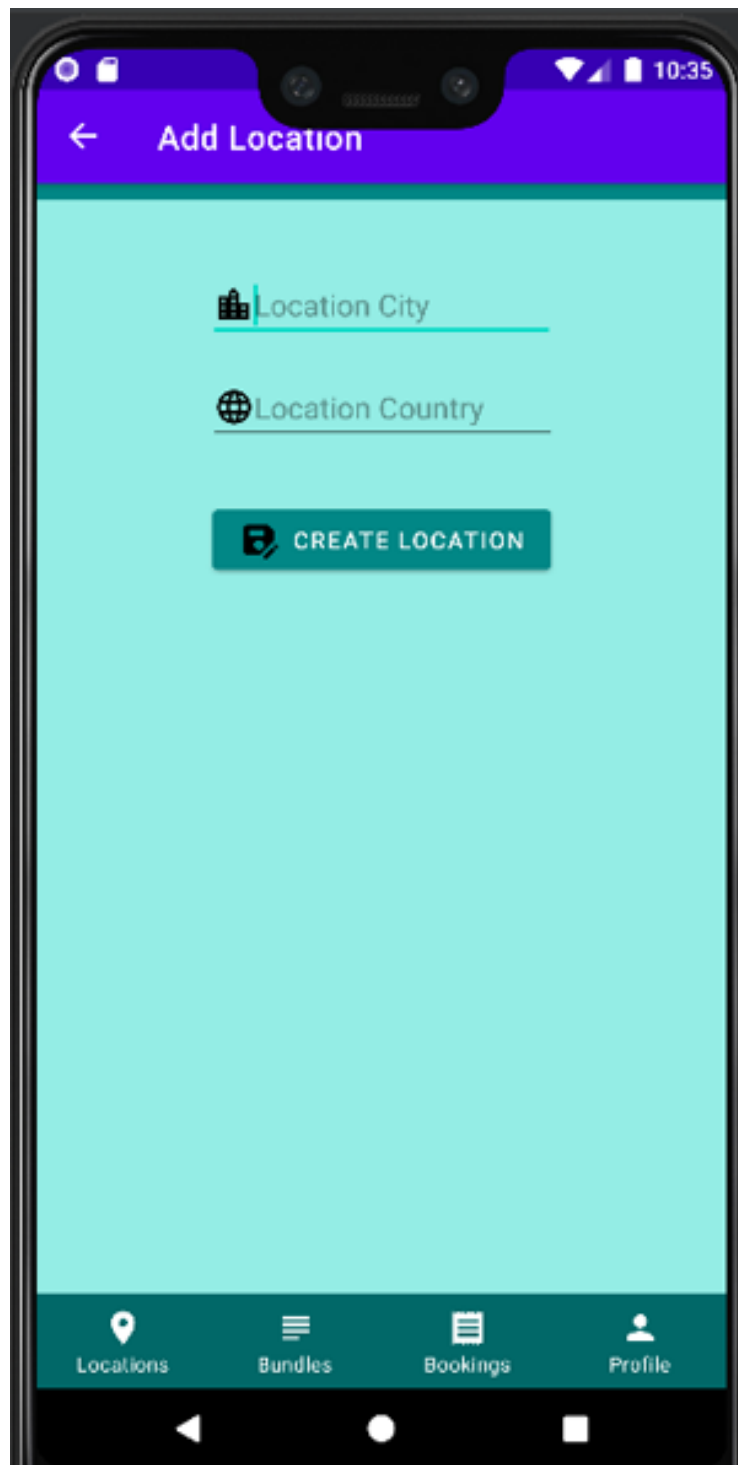 10:35
Add Location
Location City
Location Country
CREATE LOCATION
Locations Bundles Bookings Profile